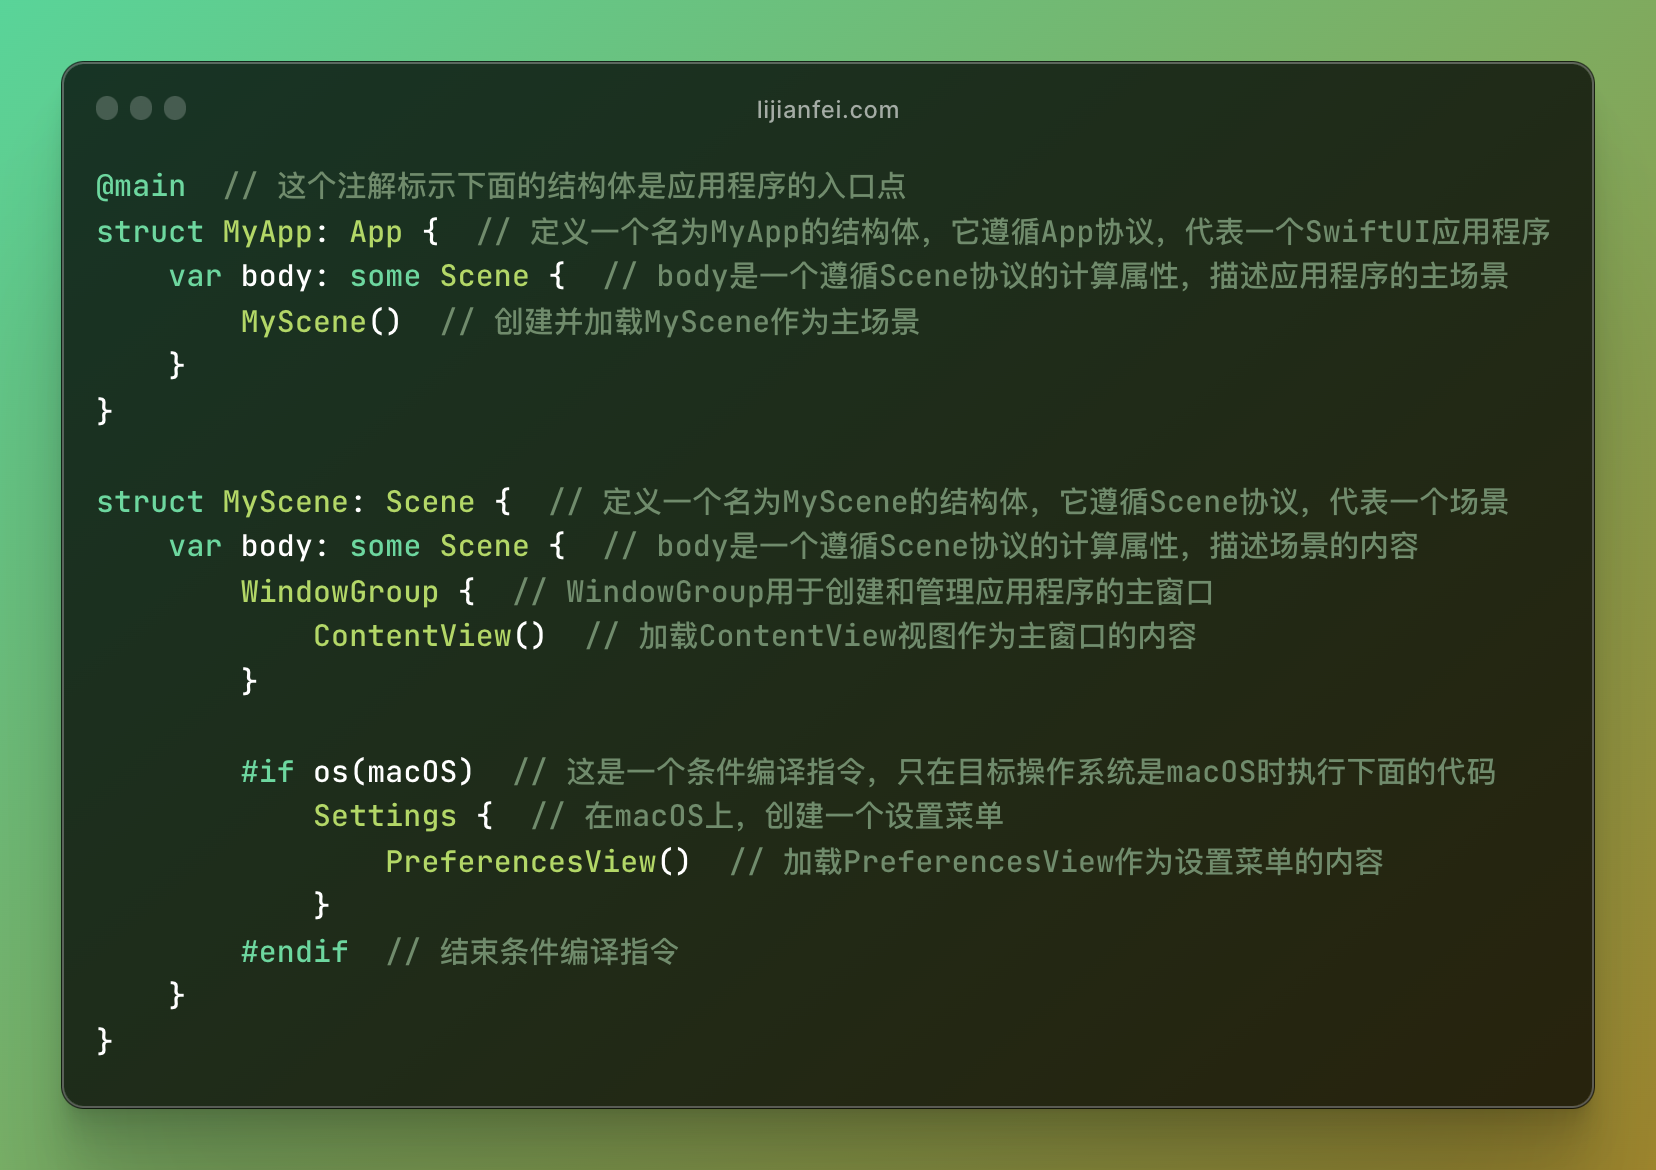 lijianfei.com
@main  // 这个注解标示下面的结构体是应用程序的入口点
struct MyApp: App {  // 定义一个名为MyApp的结构体，它遵循App协议，代表一个SwiftUI应用程序
    var body: some Scene {  // body是一个遵循Scene协议的计算属性，描述应用程序的主场景
        MyScene()  // 创建并加载MyScene作为主场景
    }
}

struct MyScene: Scene {  // 定义一个名为MyScene的结构体，它遵循Scene协议，代表一个场景
    var body: some Scene {  // body是一个遵循Scene协议的计算属性，描述场景的内容
        WindowGroup {  // WindowGroup用于创建和管理应用程序的主窗口
            ContentView()  // 加载ContentView视图作为主窗口的内容
        }

        #if os(macOS)  // 这是一个条件编译指令，只在目标操作系统是macOS时执行下面的代码
            Settings {  // 在macOS上，创建一个设置菜单
                PreferencesView()  // 加载PreferencesView作为设置菜单的内容
            }
        #endif  // 结束条件编译指令
    }
}